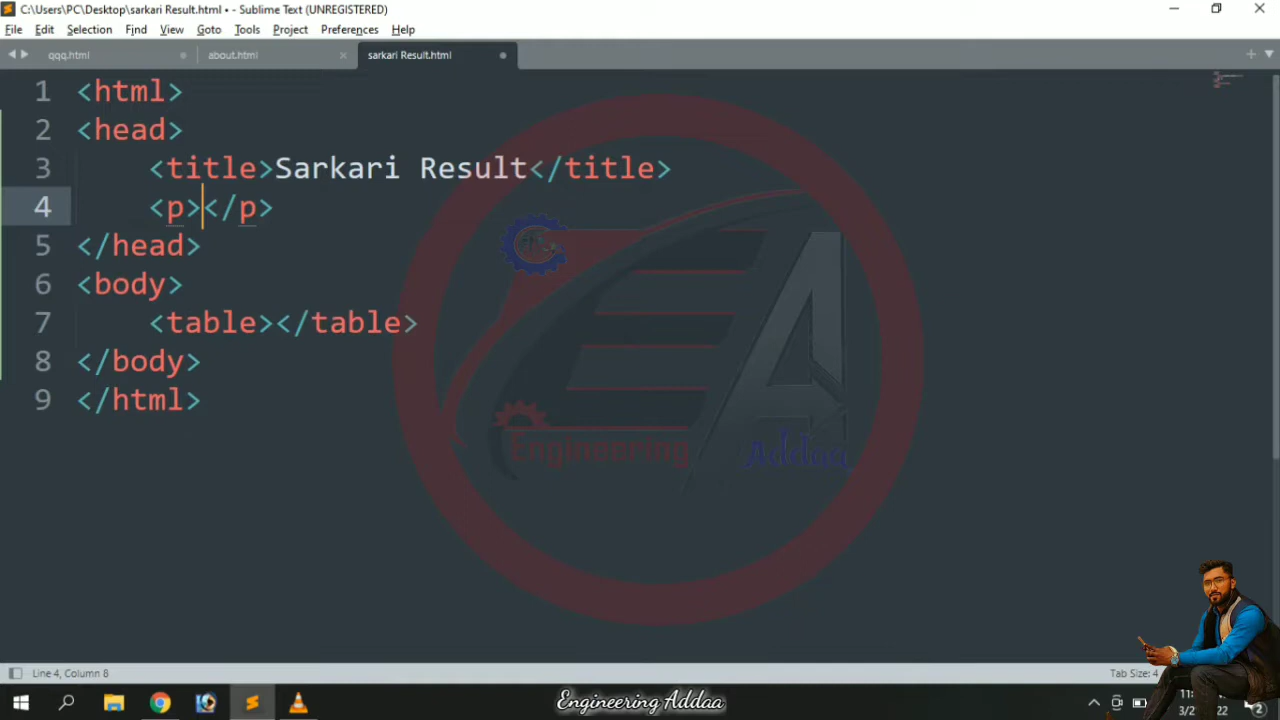 C:\Users\PC\Desktop\sarkari Result.html • - Sublime Text (UNREGISTERED)
File Edit Selection Find View Goto Tools Project Preferences Help
qqq.html about.html sarkari Result.html
1 <html>
2 <head>
3 <title>Sarkari Result</title>
4 <p></p>
5 </head>
6 <body>
7 <table></table>
8 </body>
9 </html>
EA
Engineering Addaa
Line 4, Column 8 Tab Size: 4
Engineering Addaa
2